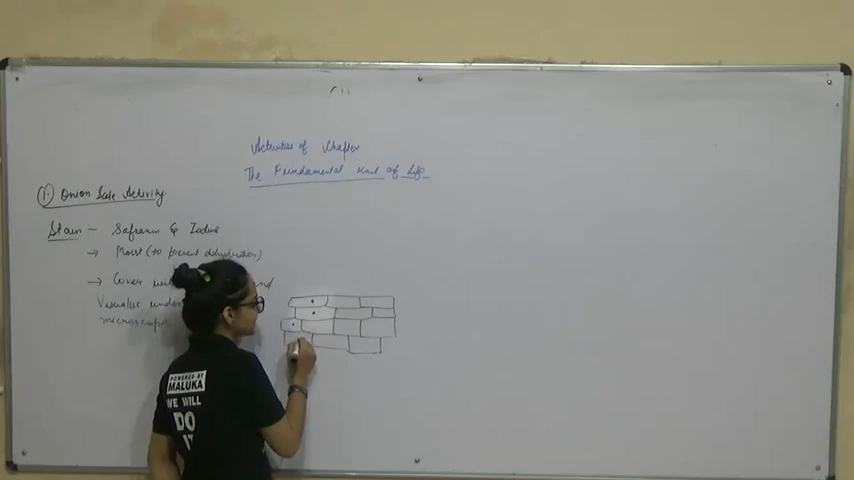 Activities of Chapter
The Fundamental Unit of Life
1. Onion Scale Activity
Stain - Safranin & Iodine
→ Moist (to prevent dehydration)
→ Cover
Visualise under
microscope
POWERED BY
MALUKA
WE WILL
DO